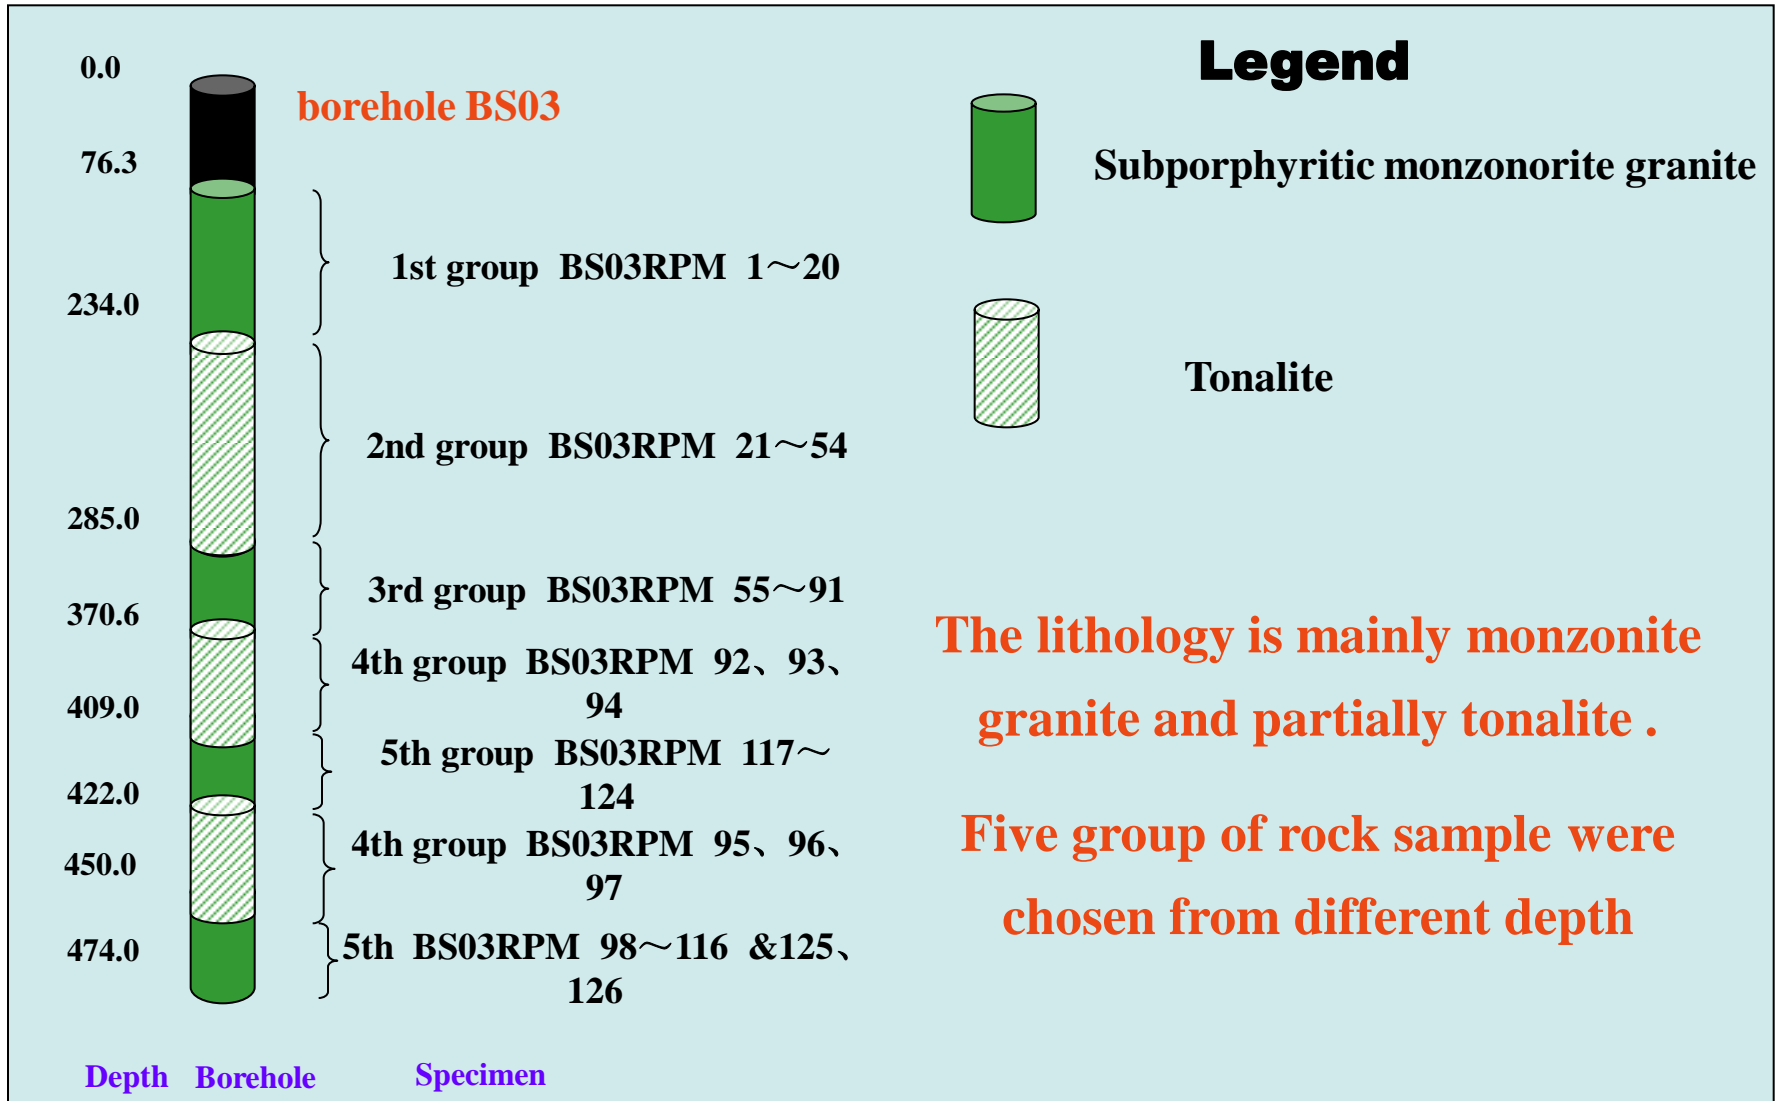 0.0
borehole BS03
76.3
1st group BS03RPM 1～20
234.0
2nd group BS03RPM 21～54
285.0
3rd group BS03RPM 55～91
370.6
4th group BS03RPM 92、93、
94
409.0
5th group BS03RPM 117～
124
422.0
4th group BS03RPM 95、96、
97
450.0
5th BS03RPM 98～116 &125、
126
474.0
Depth Borehole Specimen
Legend
Subporphyritic monzonorite granite
Tonalite
The lithology is mainly monzonite
granite and partially tonalite .
Five group of rock sample were
chosen from different depth